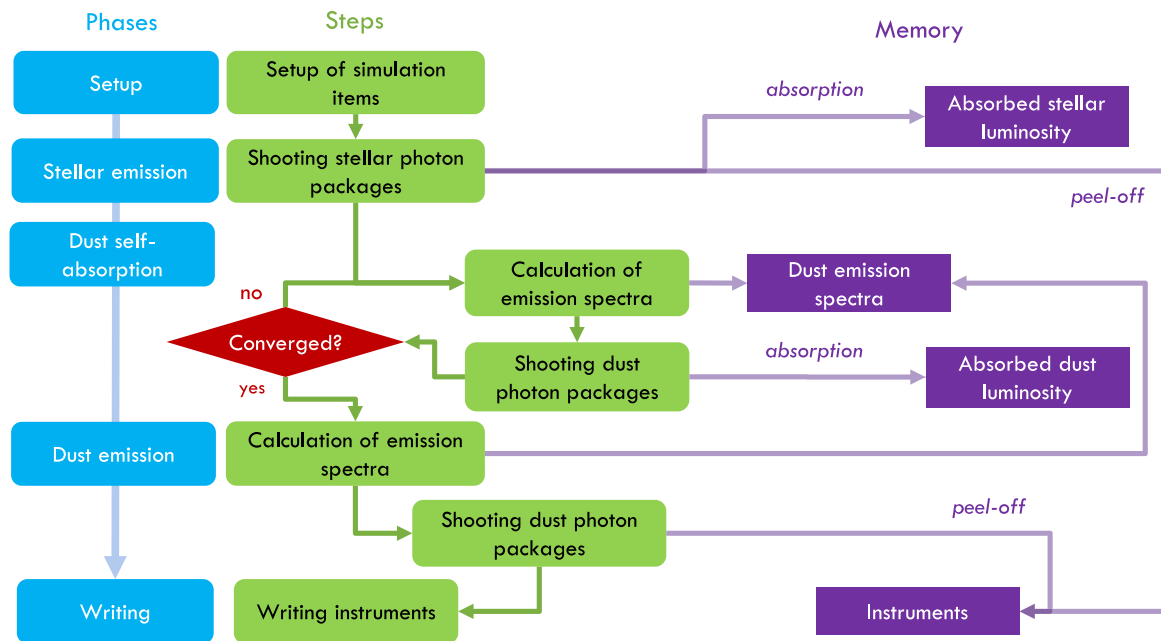 Phases
Steps
Memory
Setup
Setup of simulation
items
absorption
Absorbed stellar
luminosity
Stellar emission
Shooting stellar photon
packages
peel-off
Dust self-
absorption
Calculation of
emission spectra
Dust emission
spectra
no
Converged?
yes
Shooting dust
photon packages
absorption
Absorbed dust
luminosity
Dust emission
Calculation of emission
spectra
Shooting dust photon
packages
peel-off
Writing
Writing instruments
Instruments